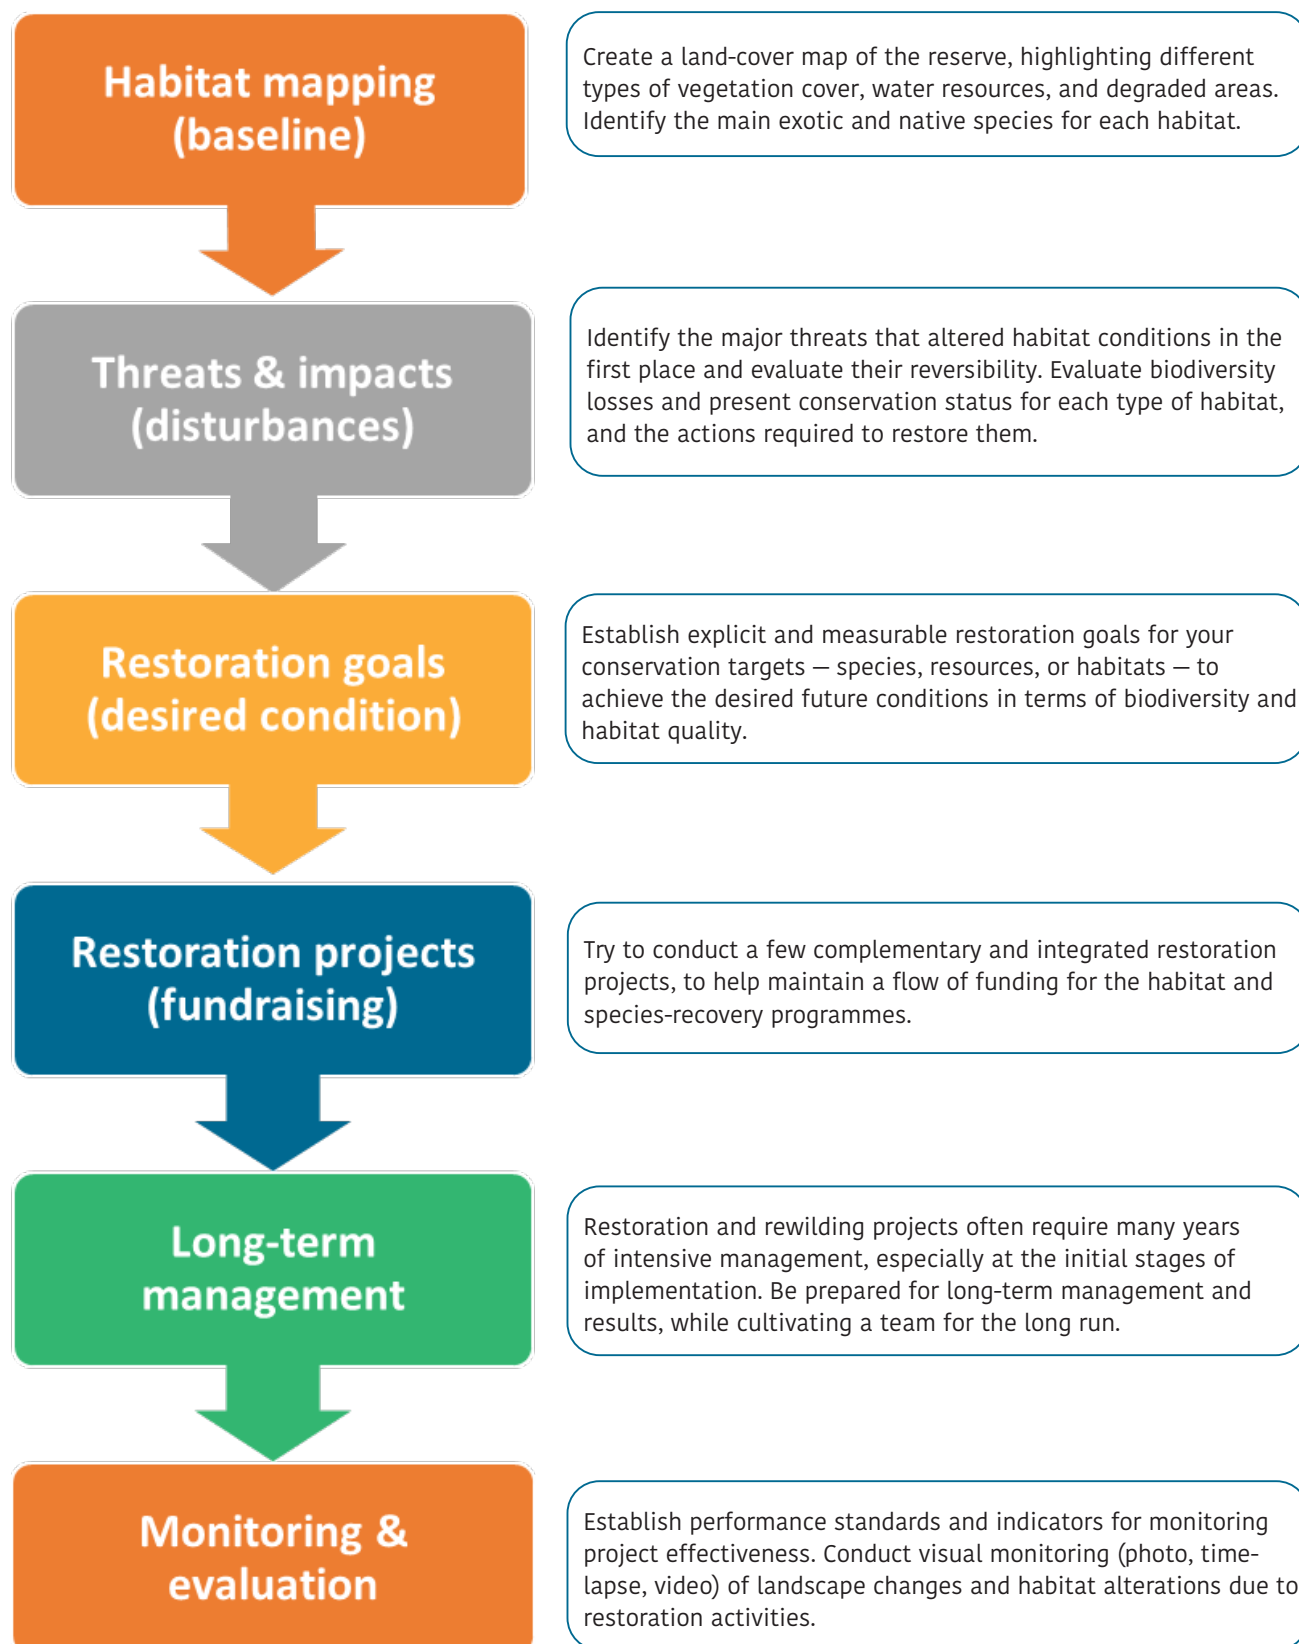 Habitat mapping
(baseline)
Create a land-cover map of the reserve, highlighting different
types of vegetation cover, water resources, and degraded areas.
Identify the main exotic and native species for each habitat.
Threats & impacts
(disturbances)
Identify the major threats that altered habitat conditions in the
first place and evaluate their reversibility. Evaluate biodiversity
losses and present conservation status for each type of habitat,
and the actions required to restore them.
Restoration goals
(desired condition)
Establish explicit and measurable restoration goals for your
conservation targets — species, resources, or habitats — to
achieve the desired future conditions in terms of biodiversity and
habitat quality.
Restoration projects
(fundraising)
Try to conduct a few complementary and integrated restoration
projects, to help maintain a flow of funding for the habitat and
species-recovery programmes.
Long-term
management
Restoration and rewilding projects often require many years
of intensive management, especially at the initial stages of
implementation. Be prepared for long-term management and
results, while cultivating a team for the long run.
Monitoring &
evaluation
Establish performance standards and indicators for monitoring
project effectiveness. Conduct visual monitoring (photo, time-
lapse, video) of landscape changes and habitat alterations due to
restoration activities.